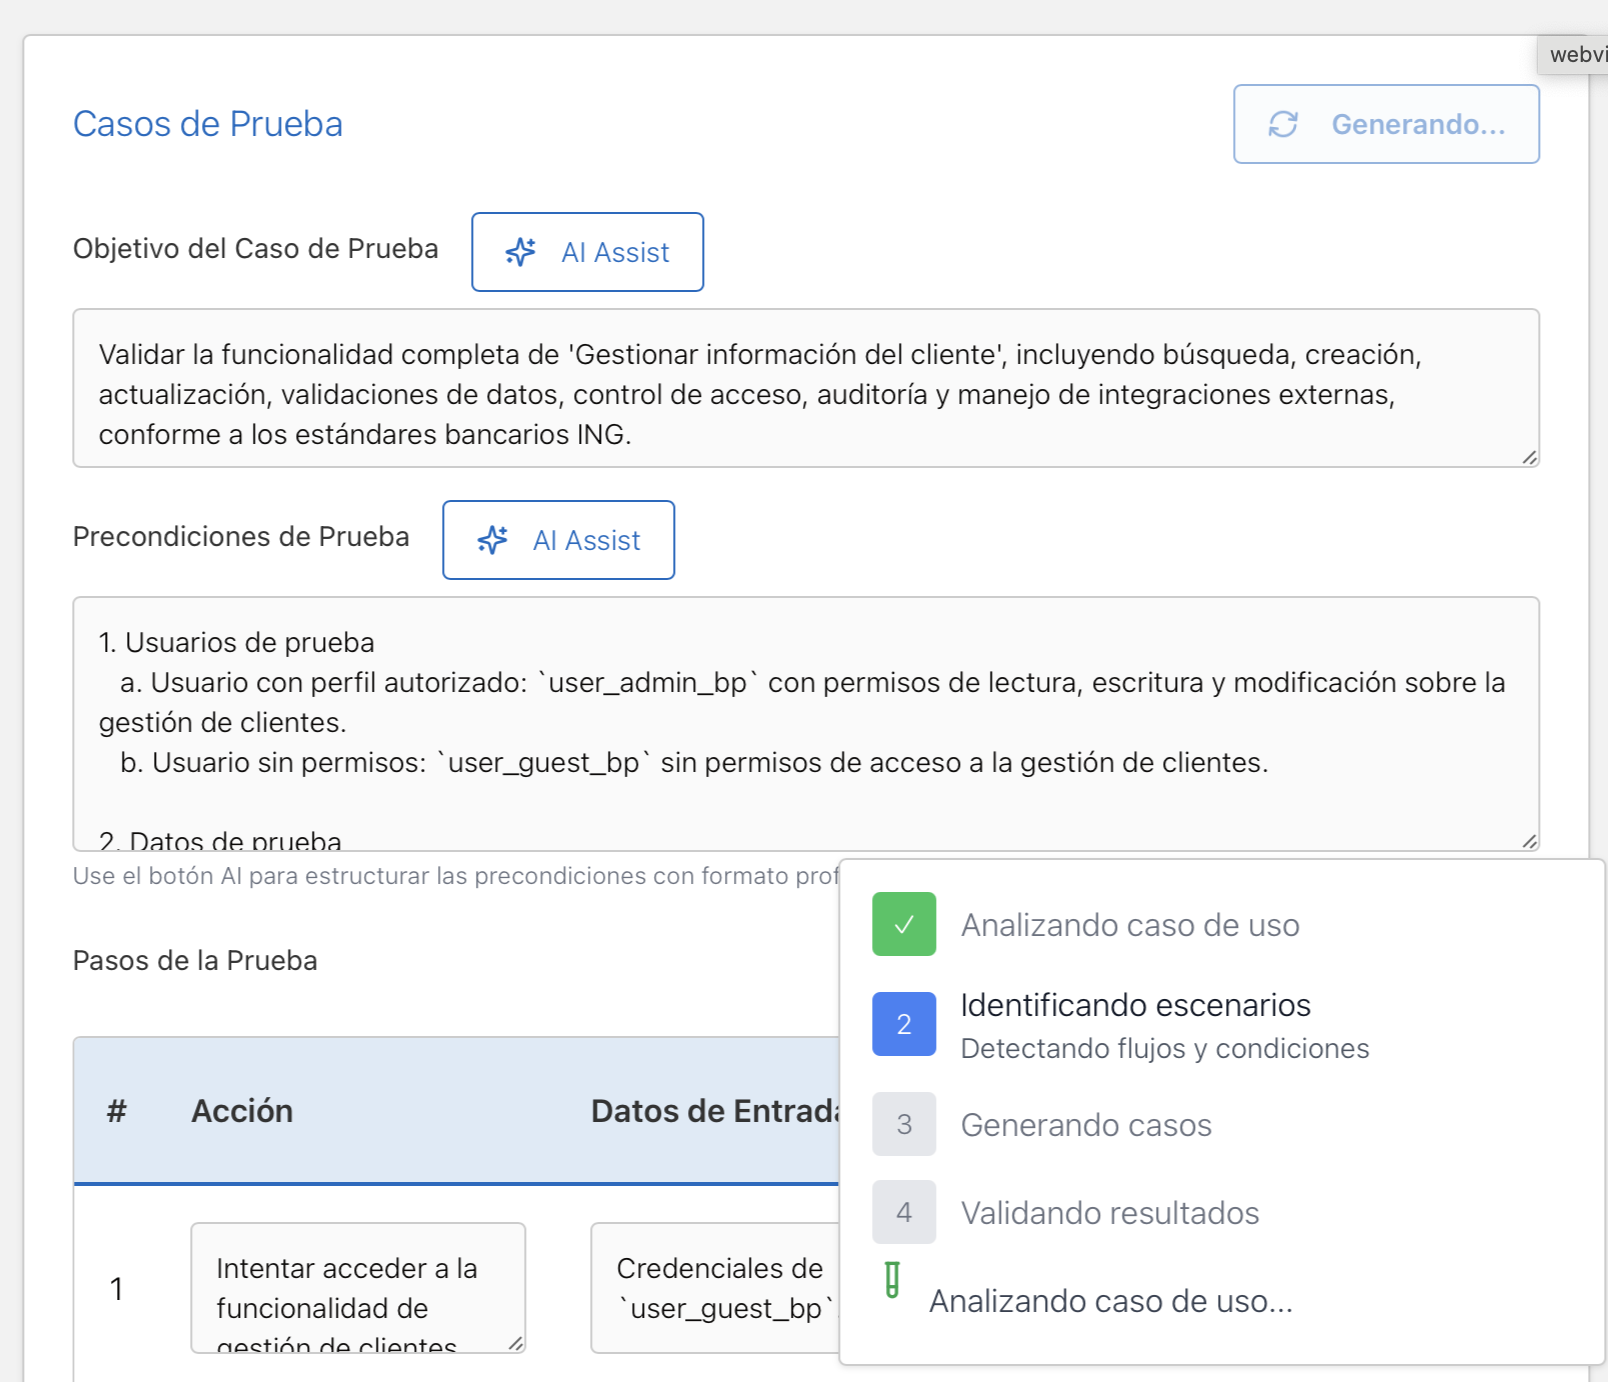 webvi
Casos de Prueba
Generando...
Objetivo del Caso de Prueba
AI Assist
Validar la funcionalidad completa de 'Gestionar información del cliente', incluyendo búsqueda, creación,
actualización, validaciones de datos, control de acceso, auditoría y manejo de integraciones externas,
conforme a los estándares bancarios ING.
Precondiciones de Prueba
AI Assist
1. Usuarios de prueba
a. Usuario con perfil autorizado: `user_admin_bp` con permisos de lectura, escritura y modificación sobre la
gestión de clientes.
b. Usuario sin permisos: `user_guest_bp` sin permisos de acceso a la gestión de clientes.
2. Datos de prueba
Use el botón AI para estructurar las precondiciones con formato prof
Pasos de la Prueba
# Acción Datos de Entrada
1
Intentar acceder a la
funcionalidad de
gestión de clientes
Credenciales de
`user_guest_bp`.
✓ Analizando caso de uso
2 Identificando escenarios
Detectando flujos y condiciones
3 Generando casos
4 Validando resultados
Analizando caso de uso...